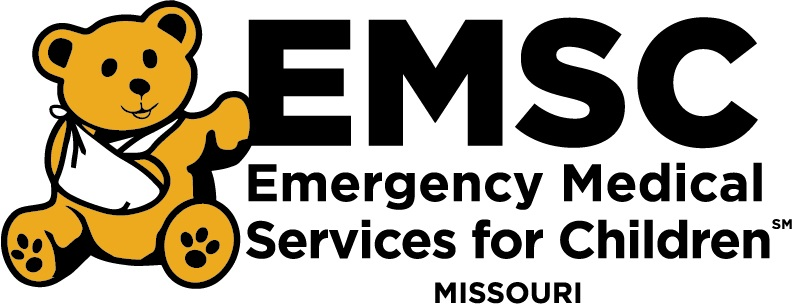 EMSC
Emergency Medical
Services for Children℠
MISSOURI